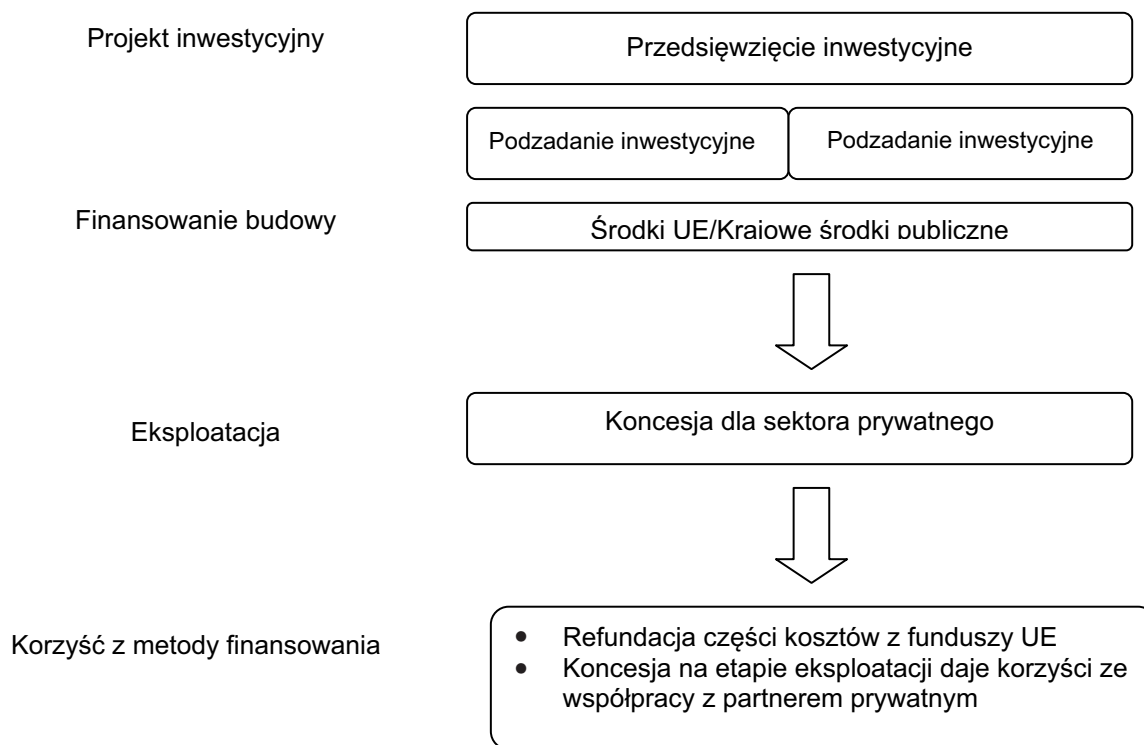 Projekt inwestycyjny
Przedsięwzięcie inwestycyjne
Podzadanie inwestycyjne
Podzadanie inwestycyjne
Finansowanie budowy
Środki UE/Krajowe środki publiczne
Eksploatacja
Koncesja dla sektora prywatnego
Korzyść z metody finansowania
• Refundacja części kosztów z funduszy UE
• Koncesja na etapie eksploatacji daje korzyści ze
współpracy z partnerem prywatnym